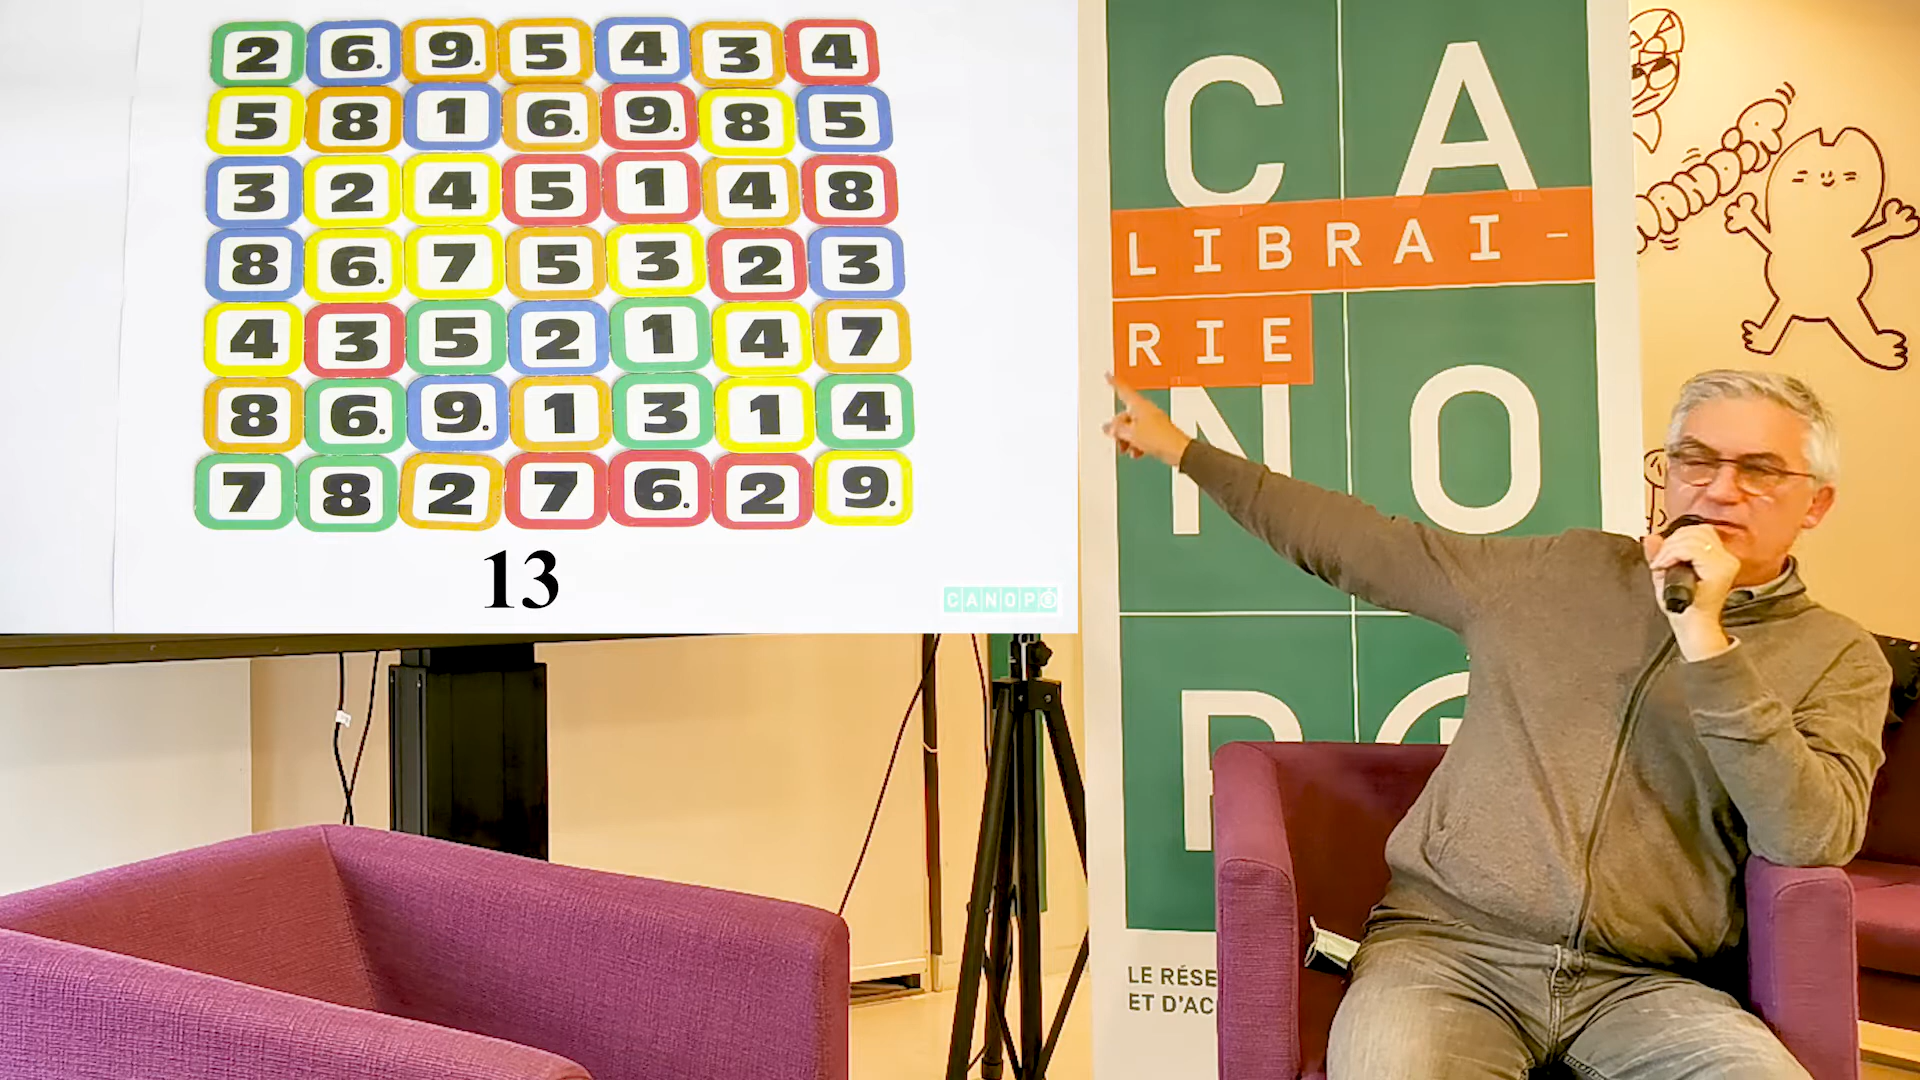 2 6. 9. 5 4 3 4
5 8 1 6. 9. 8 5
3 2 4 5 1 4 8
8 6. 7 5 3 2 3
4 3 5 2 1 4 7
8 6. 9. 1 3 1 4
7 8 2 7 6. 2 9.
13
CANOPÉ
CA
LIBRAI-
RIE
NO
PÉ
LE RÉSE
ET D'AC